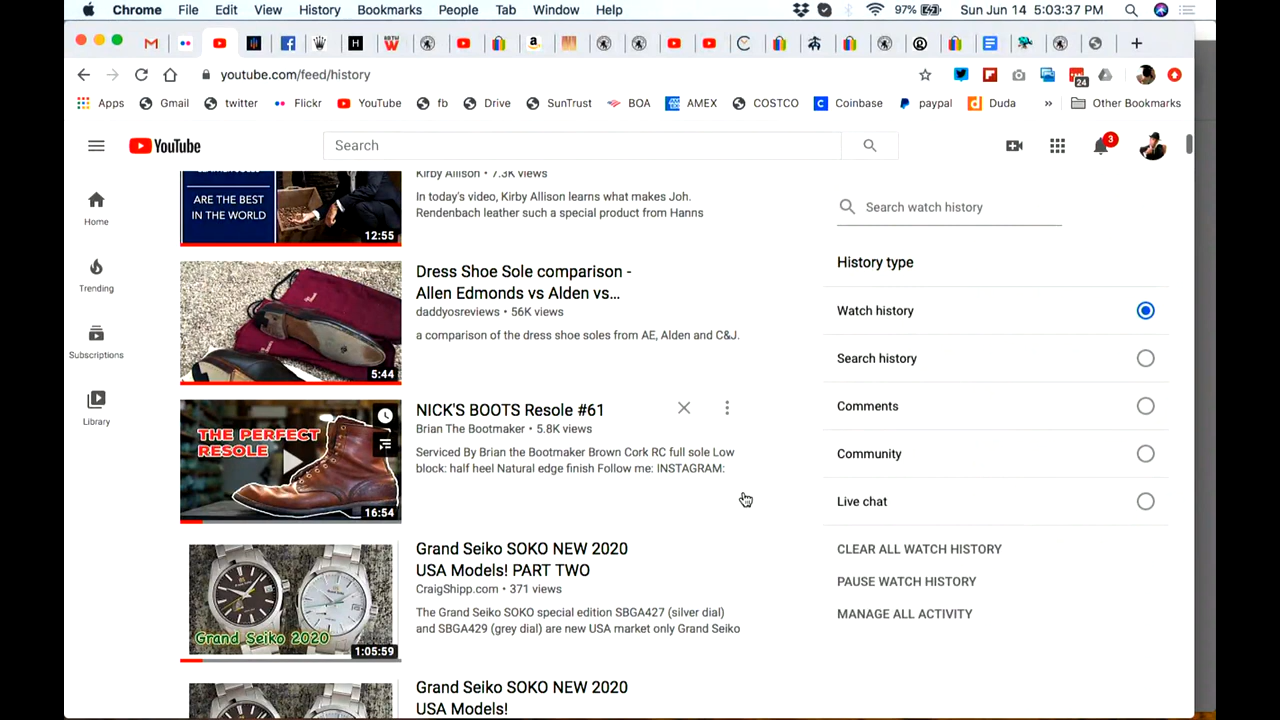 Chrome File Edit View History Bookmarks People Tab Window Help 97% Sun Jun 14 5:03:37 PM
youtube.com/feed/history 24
Apps Gmail twitter Flickr YouTube fb Drive SunTrust BOA AMEX COSTCO Coinbase paypal Duda » Other Bookmarks
YouTube Search 3
Home
Trending
Subscriptions
Library
ARE THE BEST
IN THE WORLD
12:55
Kirby Allison • 7.3K views
In today's video, Kirby Allison learns what makes Joh.
Rendenbach leather such a special product from Hanns
5:44
Dress Shoe Sole comparison -
Allen Edmonds vs Alden vs...
daddyosreviews • 56K views
a comparison of the dress shoe soles from AE, Alden and C&J.
THE PERFECT
RESOLE
16:54
NICK'S BOOTS Resole #61
Brian The Bootmaker • 5.8K views
Serviced By Brian the Bootmaker Brown Cork RC full sole Low
block: half heel Natural edge finish Follow me: INSTAGRAM:
Grand Seiko 2020
1:05:59
Grand Seiko SOKO NEW 2020
USA Models! PART TWO
CraigShipp.com • 371 views
The Grand Seiko SOKO special edition SBGA427 (silver dial)
and SBGA429 (grey dial) are new USA market only Grand Seiko
Grand Seiko SOKO NEW 2020
USA Models!
Search watch history
History type
Watch history
Search history
Comments
Community
Live chat
CLEAR ALL WATCH HISTORY
PAUSE WATCH HISTORY
MANAGE ALL ACTIVITY